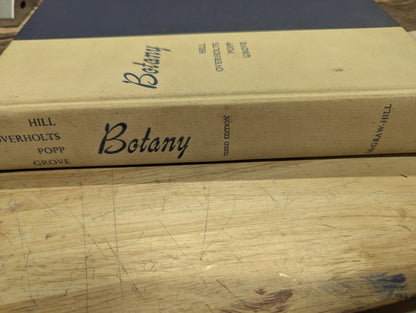 Botany
HILL
OVERHOLTS
POPP
GROVE
HILL
OVERHOLTS
POPP
GROVE
Botany
THIRD EDITION
McGRAW-HILL